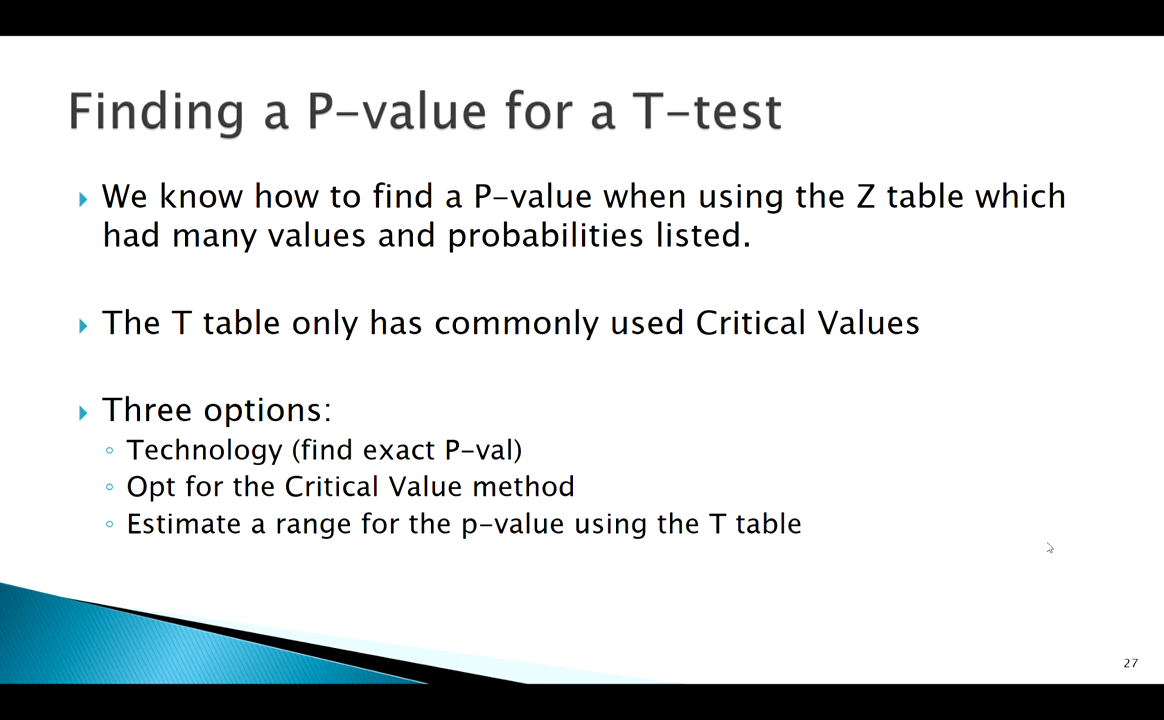 Finding a P-value for a T-test
We know how to find a P-value when using the Z table which
had many values and probabilities listed.
The T table only has commonly used Critical Values
Three options:
Technology (find exact P-val)
Opt for the Critical Value method
Estimate a range for the p-value using the T table
27